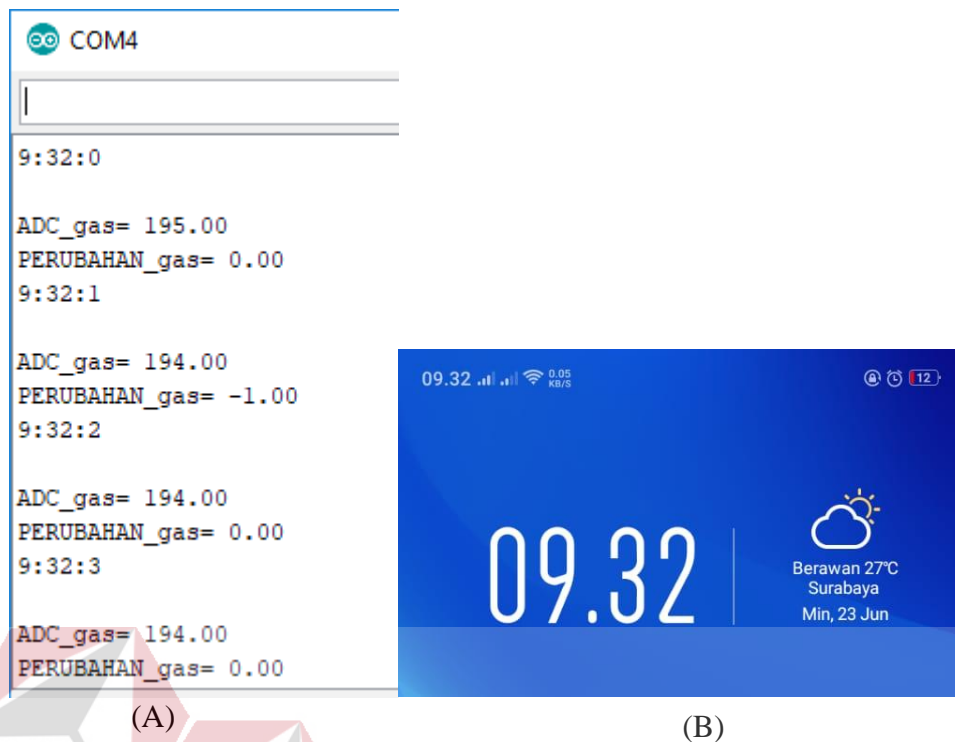 COM4
9:32:0
ADC_gas= 195.00
PERUBAHAN_gas= 0.00
9:32:1
ADC_gas= 194.00
PERUBAHAN_gas= -1.00
9:32:2
ADC_gas= 194.00
PERUBAHAN_gas= 0.00
9:32:3
ADC_gas= 194.00
PERUBAHAN_gas= 0.00
(A)
09.32 0.05 KB/S 12
09.32
Berawan 27°C
Surabaya
Min, 23 Jun
(B)